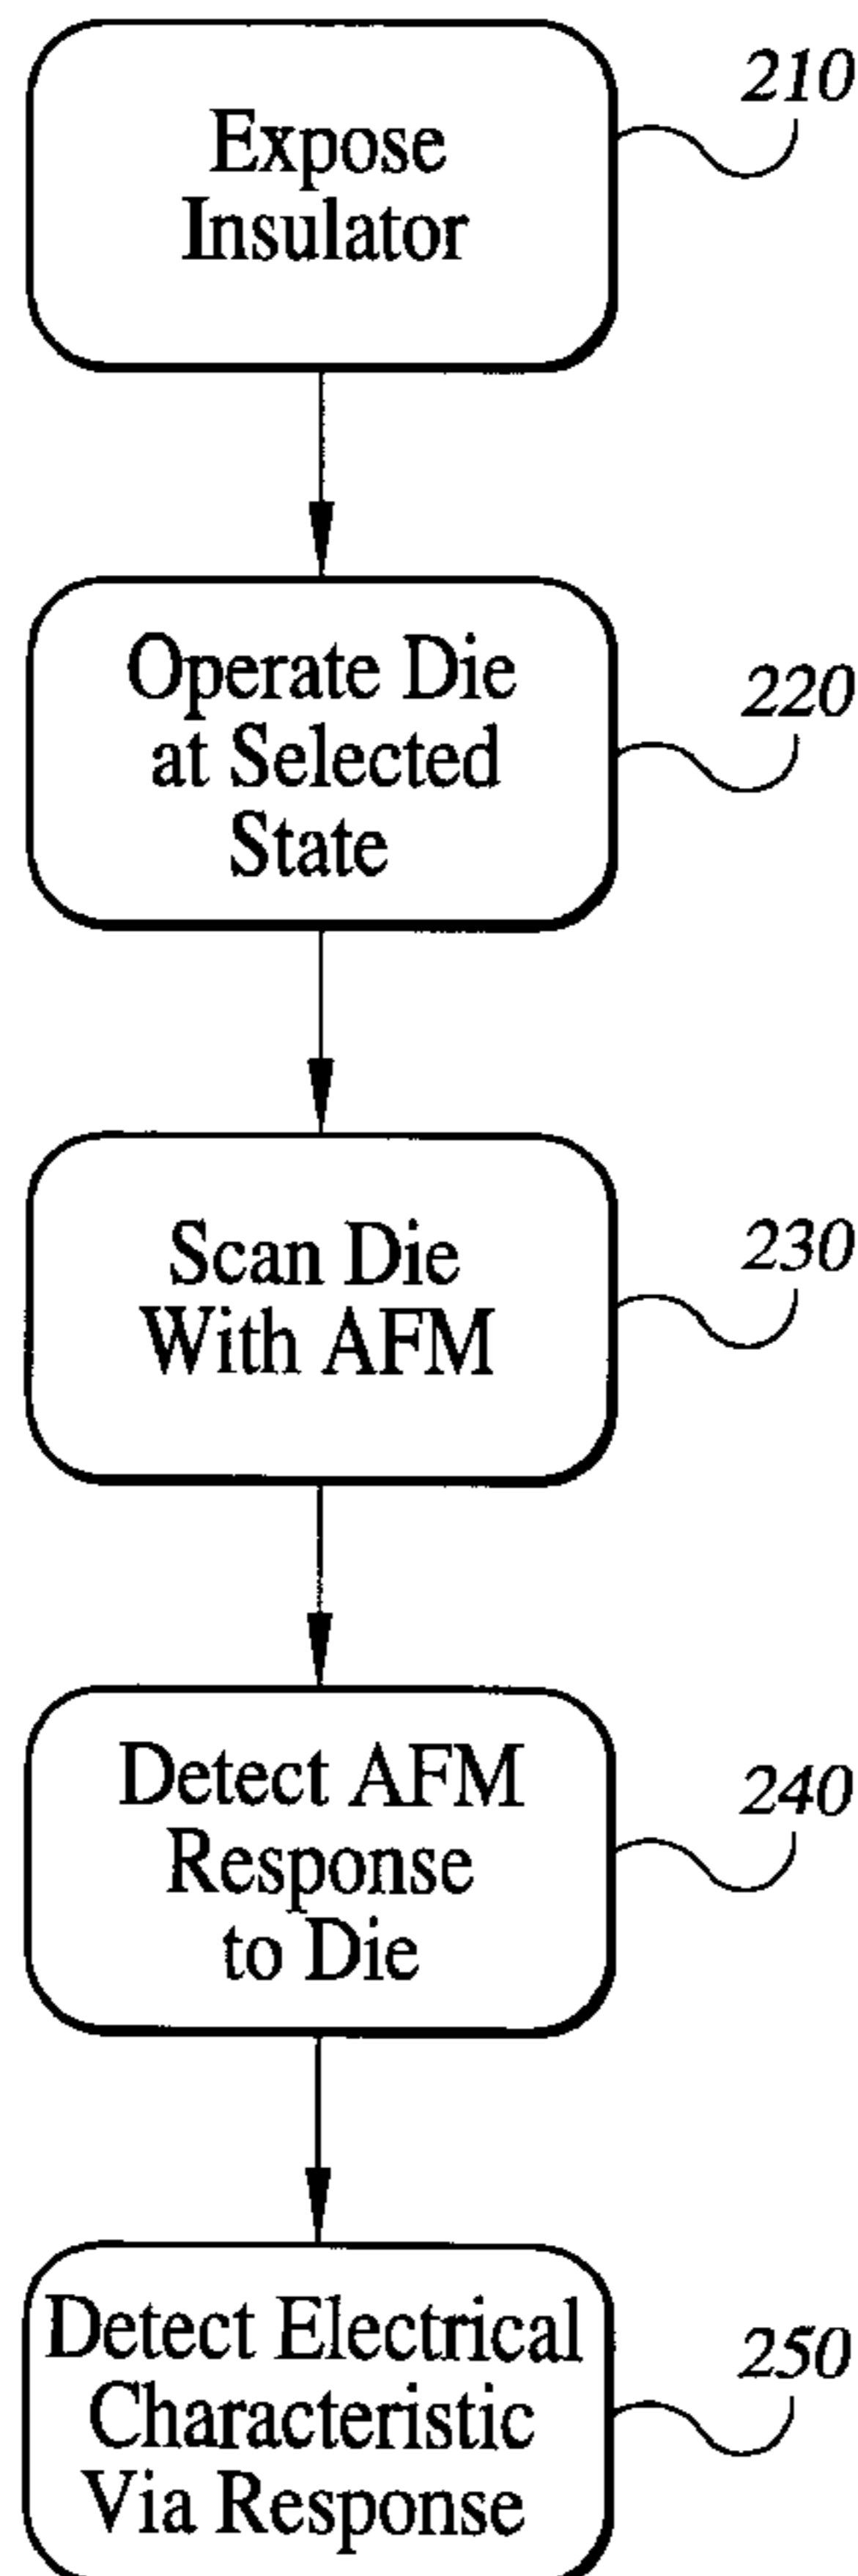 210
Expose
Insulator
220
Operate Die
at Selected
State
230
Scan Die
With AFM
240
Detect AFM
Response
to Die
250
Detect Electrical
Characteristic
Via Response